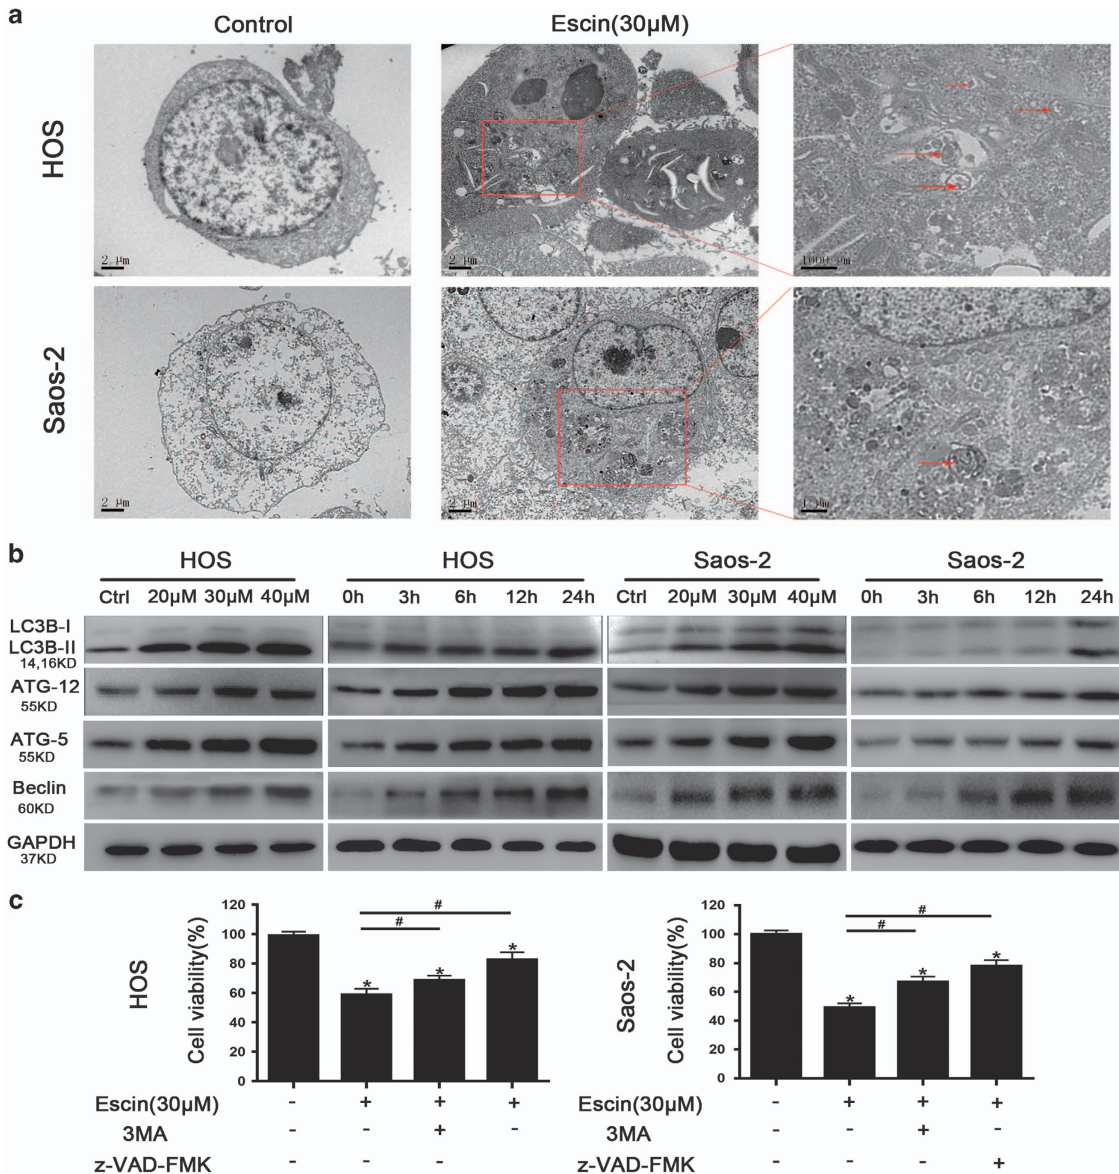 a
Control
Escin(30μM)
HOS
2 μm
2 μm
1000 μm
Saos-2
2 μm
2 μm
1 μm
b
HOS
HOS
Saos-2
Saos-2
Ctrl 20μM 30μM 40μM
0h 3h 6h 12h 24h
Ctrl 20μM 30μM 40μM
0h 3h 6h 12h 24h
LC3B-I
LC3B-II
14,16KD
ATG-12
55KD
ATG-5
55KD
Beclin
60KD
GAPDH
37KD
c
HOS
Cell viability(%)
120
100
80
60
40
20
0
#
#
* * *
Escin(30μM) - + + +
3MA - - + -
z-VAD-FMK - - -
Saos-2
Cell viability(%)
120
100
80
60
40
20
0
#
#
* * *
Escin(30μM) - + + +
3MA - - + -
z-VAD-FMK - - - +